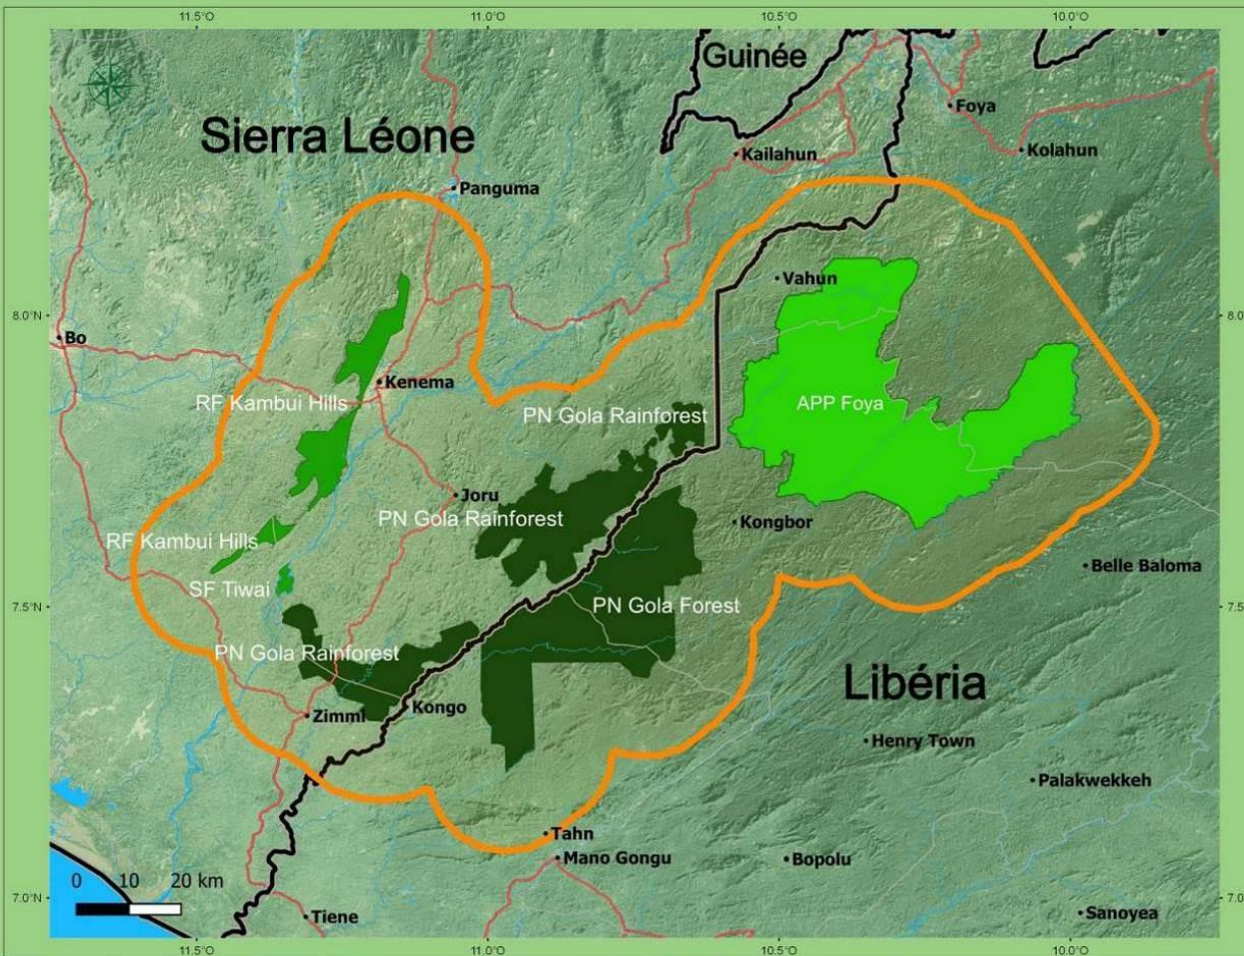 11.5°O
11.0°O
10.5°O
10.0°O
Guinée
Sierra Léone
Foya
Kailahun
Kolahun
Panguma
Vahun
8.0°N
8.0
Bo
Kenema
RF Kambui Hills
PN Gola Rainforest
APP Foya
Joru
PN Gola Rainforest
Kongbor
RF Kambui Hills
Belle Baloma
SF Tiwai
7.5°N
PN Gola Forest
7.5
PN Gola Rainforest
Libéria
Zimmi
Kongo
Henry Town
Palakwekkeh
Tahn
Mano Gongu
Bopolu
0 10 20 km
7.0°N
7.0
Tiene
Sanoyea
11.5°O
11.0°O
10.5°O
10.0°O